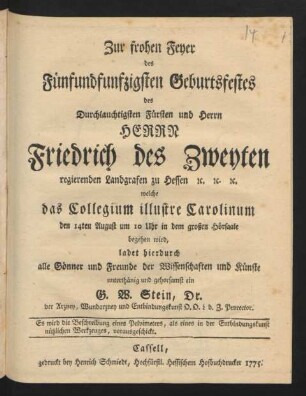 Zur frohen Feyer
des
Fünfundfunfzigsten Geburtsfestes
des
Durchlauchtigsten Fürsten und Herrn
HERRN
Friedrich des Zweyten
regierenden Landgrafen zu Hessen ꝛc. ꝛc. ꝛc.
welche
das Collegium illustre Carolinum
den 14ten August um 10 Uhr in dem großen Hörsaale
begehen wird,
ladet hierdurch
alle Gönner und Freunde der Wissenschaften und Künste
unterthänig und gehorsamst ein
G. W. Stein, Dr.
der Arzney, Wundarzney und Entbindungskunst O, O. i d. Z. Prorector.
Es wird die Beschreibung eines Pelvimeters, als eines in der Entbindungskunst
nützlichen Werkzeuges, vorausgeschickt.
Cassell,
gedruckt bey Henrich Schmiedt, Hochfürstl. Hessischem Hofbuchdrucker 1775.